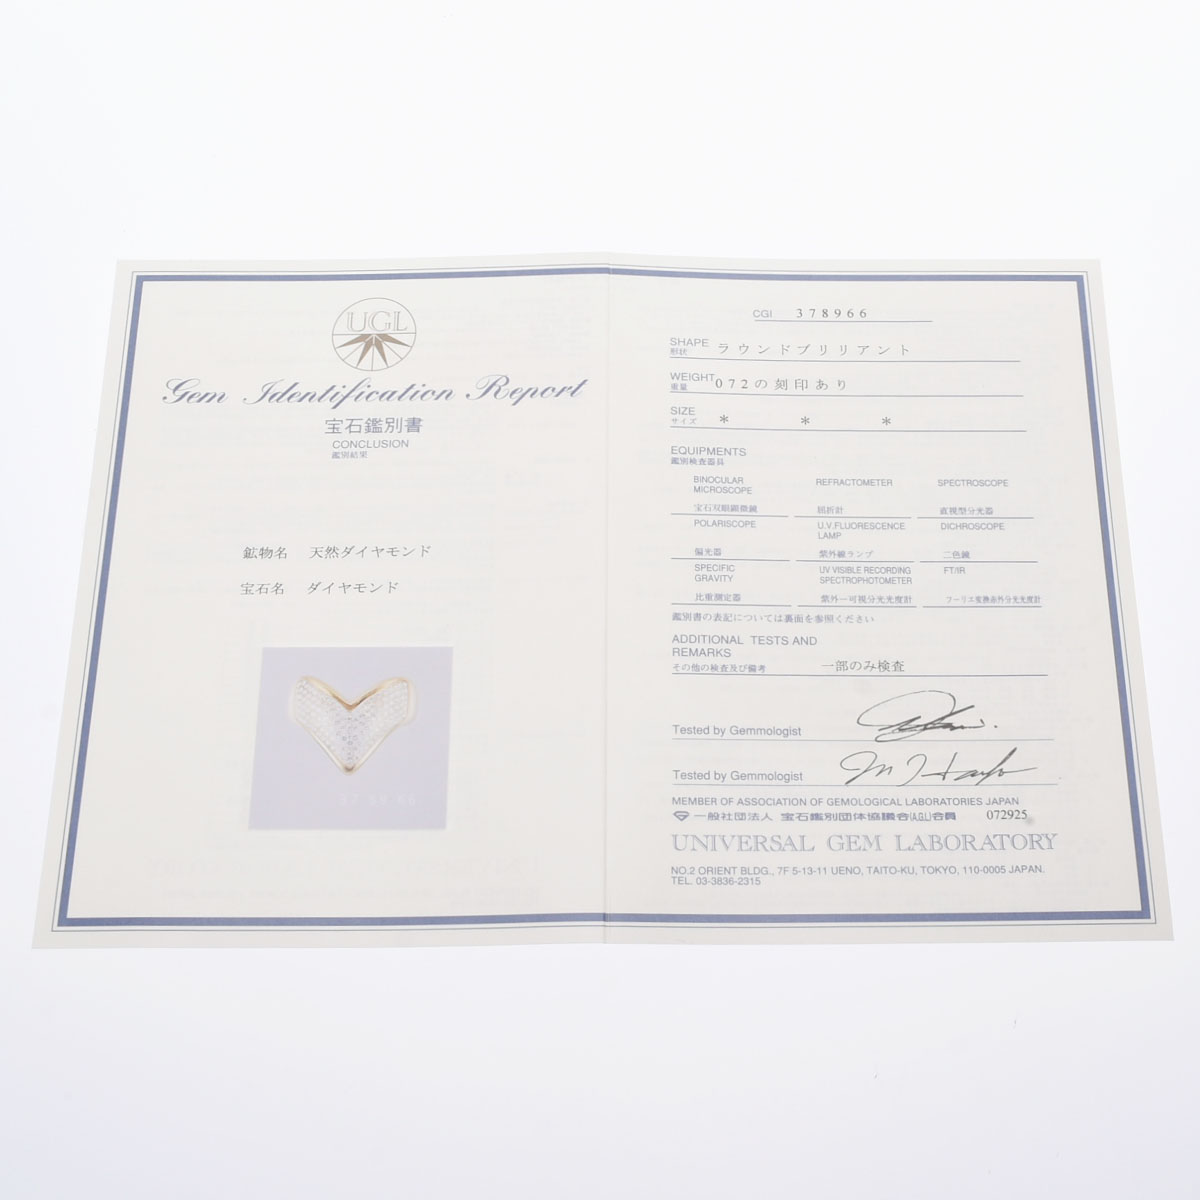 UGL
Gem Identification Report
宝石鑑別書
CONCLUSION
鑑別結果
鉱物名 天然ダイヤモンド
宝石名 ダイヤモンド
37 89 66
CGI 378966
SHAPE
形状 ラウンドブリリアント
WEIGHT
重量 072の刻印あり
SIZE
サイズ * * *
EQUIPMENTS
鑑別検査器具
BINOCULAR MICROSCOPE REFRACTOMETER SPECTROSCOPE
宝石双眼顕微鏡 屈折計 直視型分光器
POLARISCOPE U.V.FLUORESCENCE LAMP DICHROSCOPE
偏光器 紫外線ランプ 二色鏡
SPECIFIC GRAVITY UV VISIBLE RECORDING SPECTROPHOTOMETER FT/IR
比重測定器 紫外ー可視分光光度計 フーリエ変換赤外分光光度計
鑑別書の表記については裏面を参照ください
ADDITIONAL TESTS AND
REMARKS
その他の検査及び備考 一部のみ検査
Tested by Gemmologist
Tested by Gemmologist
MEMBER OF ASSOCIATION OF GEMOLOGICAL LABORATORIES JAPAN
一般社団法人 宝石鑑別団体協議会(AGL)会員 072925
UNIVERSAL GEM LABORATORY
NO.2 ORIENT BLDG., 7F 5-13-11 UENO, TAITO-KU, TOKYO, 110-0005 JAPAN.
TEL. 03-3836-2315